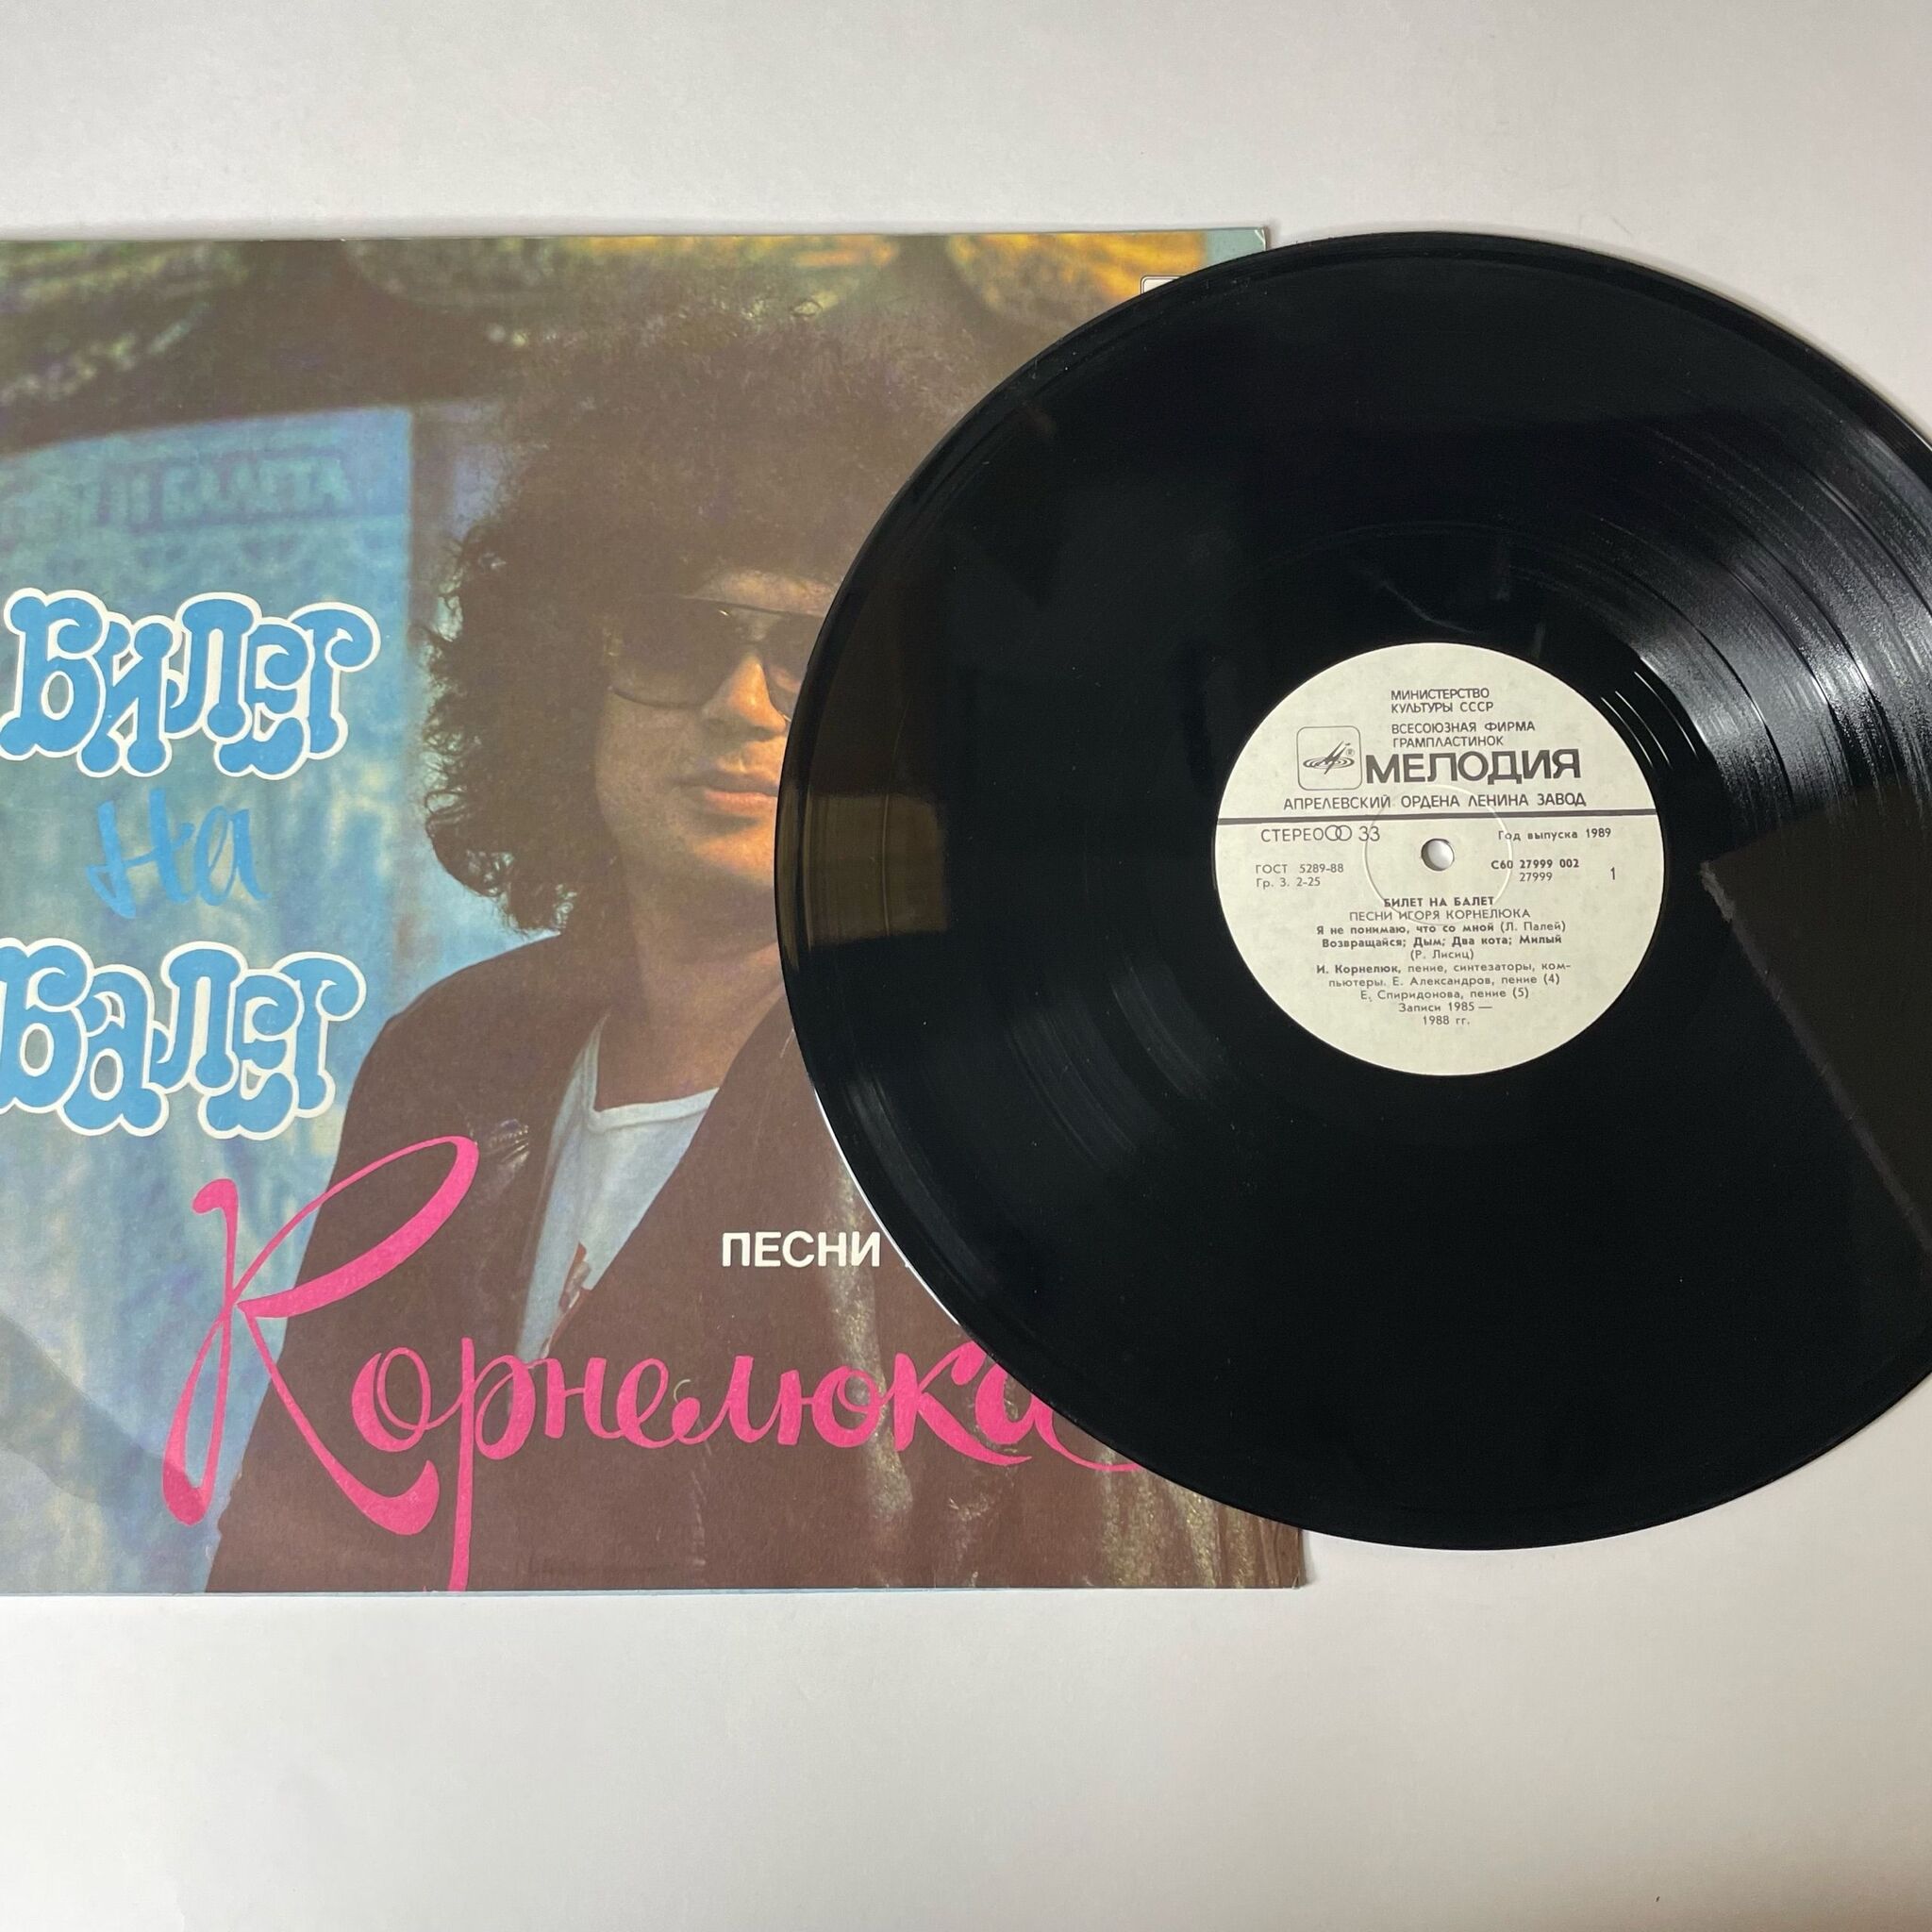 И БАЛЕТА
Билет
на
Балет
ПЕСНИ
Корнелюка
МИНИСТЕРСТВО
КУЛЬТУРЫ СССР
ВСЕСОЮЗНАЯ ФИРМА
ГРАМПЛАСТИНОК
МЕЛОДИЯ
АПРЕЛЕВСКИЙ ОРДЕНА ЛЕНИНА ЗАВОД
СТЕРЕО 33
Год выпуска 1989
ГОСТ 5289-88
Гр. 3. 2-25
С60 27999 002
27999
1
БИЛЕТ НА БАЛЕТ
ПЕСНИ ИГОРЯ КОРНЕЛЮКА
Я не понимаю, что со мной (Л. Палей)
Возвращайся; Дым; Два кота; Милый
(Р. Лисиц)
И. Корнелюк, пение, синтезаторы, ком-
пьютеры. Е. Александров, пение (4)
Е. Спиридонова, пение (5)
Записи 1985 —
1988 гг.